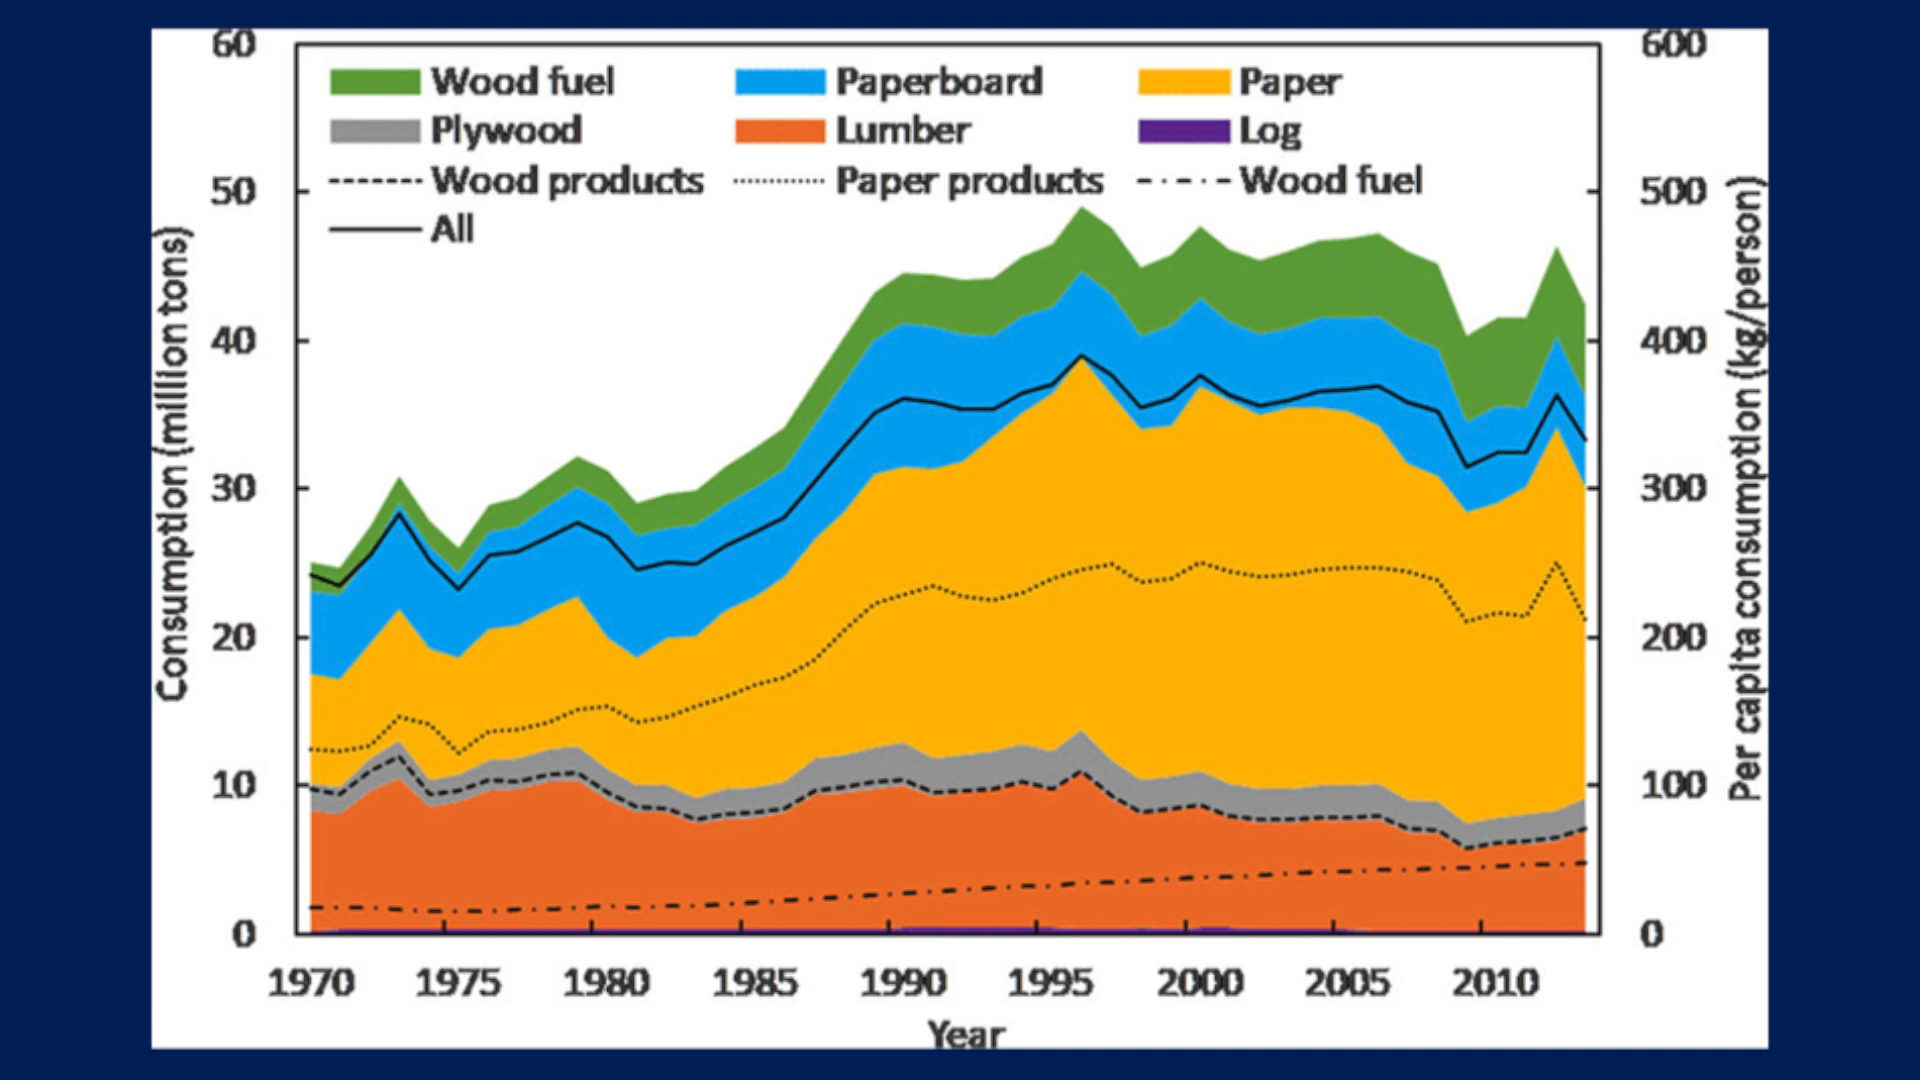 60 600
Wood fuel Paperboard Paper
Plywood Lumber Log
Wood products Paper products Wood fuel
All
50 500
40 400
30 300
20 200
10 100
0 0
Consumption (million tons)
Per capita consumption (kg/person)
1970 1975 1980 1985 1990 1995 2000 2005 2010
Year